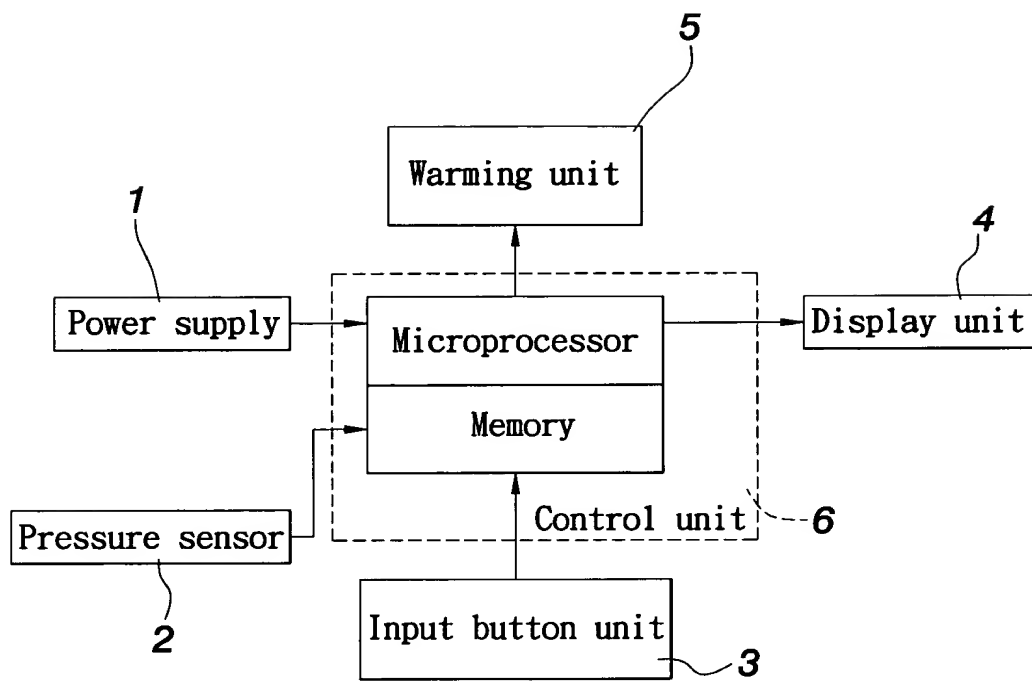 5
Warming unit
1
4
Power supply
Microprocessor
Display unit
Memory
Control unit
6
Pressure sensor
2
Input button unit
3